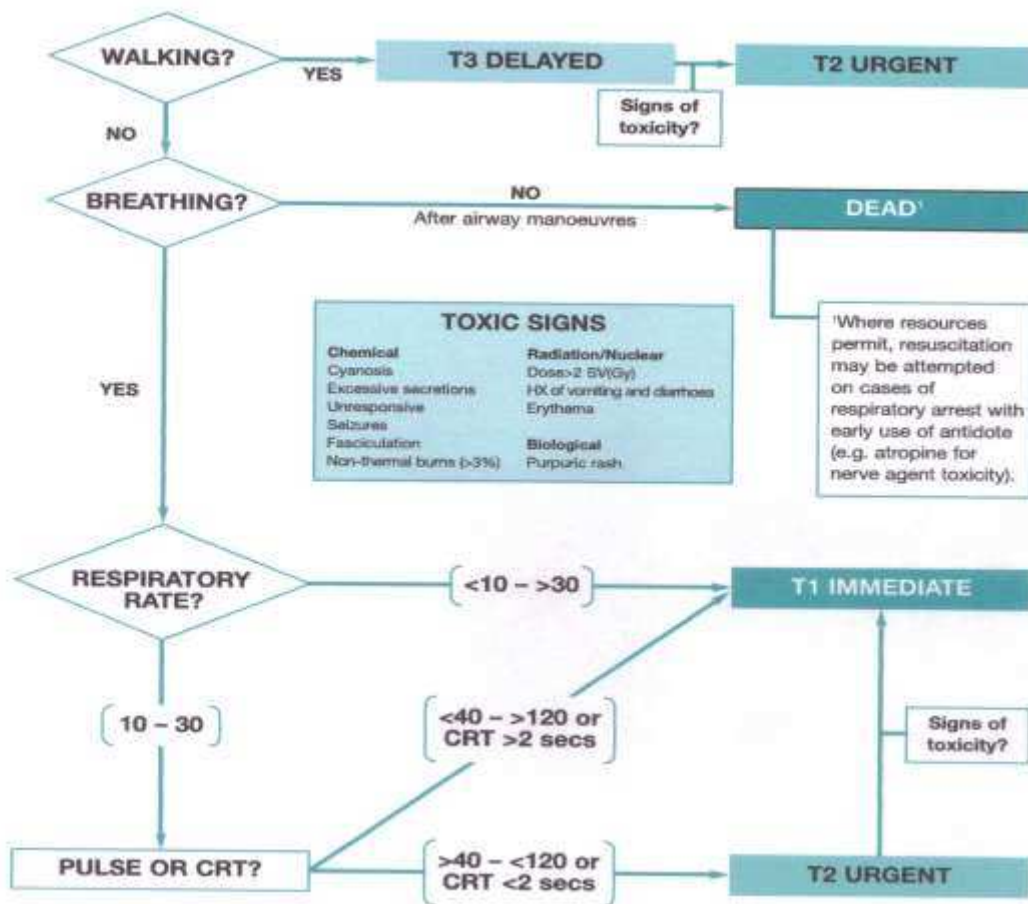 WALKING?
YES
T3 DELAYED
T2 URGENT
Signs of
toxicity?
NO
BREATHING?
NO
After airway manoeuvres
DEAD¹
TOXIC SIGNS
Chemical
Cyanosis
Excessive secretions
Unresponsive
Seizures
Fasciculation
Non-thermal burns (>3%)
Radiation/Nuclear
Dose>2 SV(Gy)
HX of vomiting and diarrhoea
Erythema
Biological
Purpuric rash
¹Where resources
permit, resuscitation
may be attempted
on cases of
respiratory arrest with
early use of antidote
(e.g. atropine for
nerve agent toxicity).
YES
RESPIRATORY
RATE?
<10 – >30
T1 IMMEDIATE
10 – 30
<40 – >120 or
CRT >2 secs
Signs of
toxicity?
PULSE OR CRT?
>40 – <120 or
CRT <2 secs
T2 URGENT